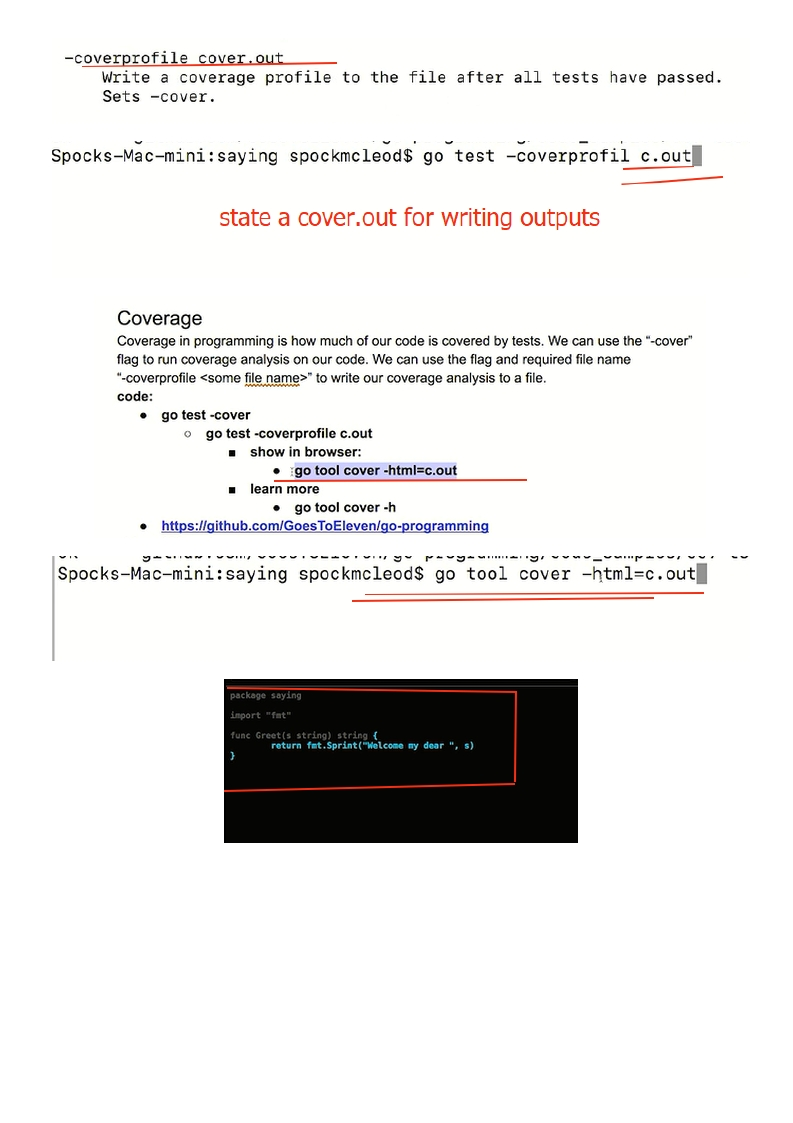 -coverprofile cover.out
Write a coverage profile to the file after all tests have passed.
Sets -cover.
Spocks-Mac-mini:saying spockmcleod$ go test -coverprofil c.out
state a cover.out for writing outputs
Coverage
Coverage in programming is how much of our code is covered by tests. We can use the “-cover”
flag to run coverage analysis on our code. We can use the flag and required file name
“-coverprofile <some file name>” to write our coverage analysis to a file.
code:
● go test -cover
○ go test -coverprofile c.out
■ show in browser:
● go tool cover -html=c.out
■ learn more
● go tool cover -h
● https://github.com/GoesToEleven/go-programming
Spocks-Mac-mini:saying spockmcleod$ go tool cover -html=c.out
package saying
import "fmt"
func Greet(s string) string {
return fmt.Sprint("Welcome my dear ", s)
}